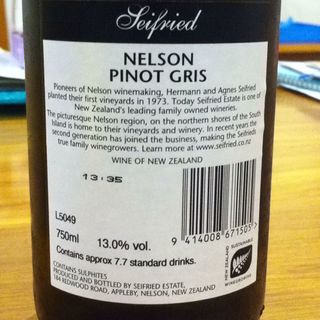 Seifried
NELSON
PINOT GRIS
Pioneers of Nelson winemaking, Hermann and Agnes Seifried
planted their first vineyards in 1973. Today Seifried Estate is one of
New Zealand's leading family owned wineries.
The picturesque Nelson region, on the northern shores of the South
Island is home to their vineyards and winery. In recent years the
second generation has joined the business, making the Seifrieds
true family winegrowers. Learn more at www.seifried.co.nz
WINE OF NEW ZEALAND
13:35
L5049
750ml 13.0% vol.
Contains approx 7.7 standard drinks.
9 414008 671505
CONTAINS SULPHITES
PRODUCED AND BOTTLED BY SEIFRIED ESTATE,
184 REDWOOD ROAD, APPLEBY, NELSON, NEW ZEALAND
NEW ZEALAND
SUSTAINABLE
WINEGROWING